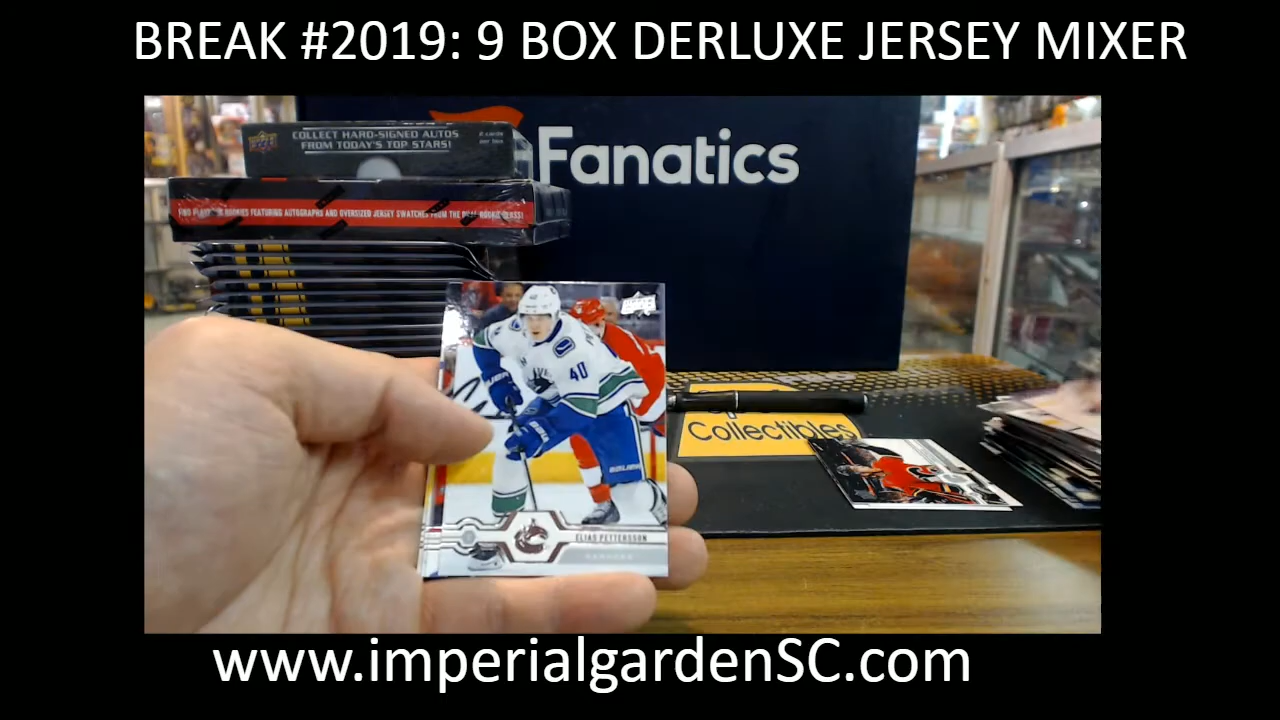 BREAK #2019: 9 BOX DERLUXE JERSEY MIXER
COLLECT HARD-SIGNED AUTOS
FROM TODAY'S TOP STARS!
Fanatics
40
ELIAS PETTERSSON
Collectibles
www.imperialgardenSC.com